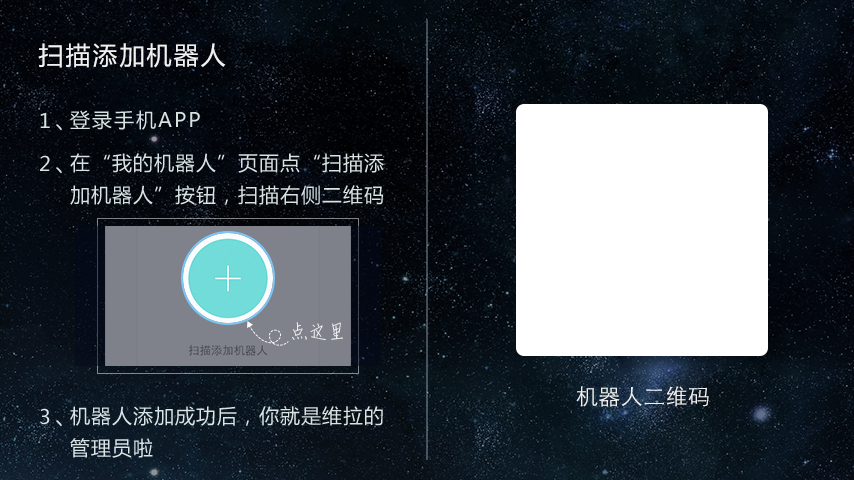 扫描添加机器人
1、登录手机APP
2、在“我的机器人”页面点“扫描添
加机器人”按钮，扫描右侧二维码
点这里
扫描添加机器人
3、机器人添加成功后，你就是维拉的
管理员啦
机器人二维码